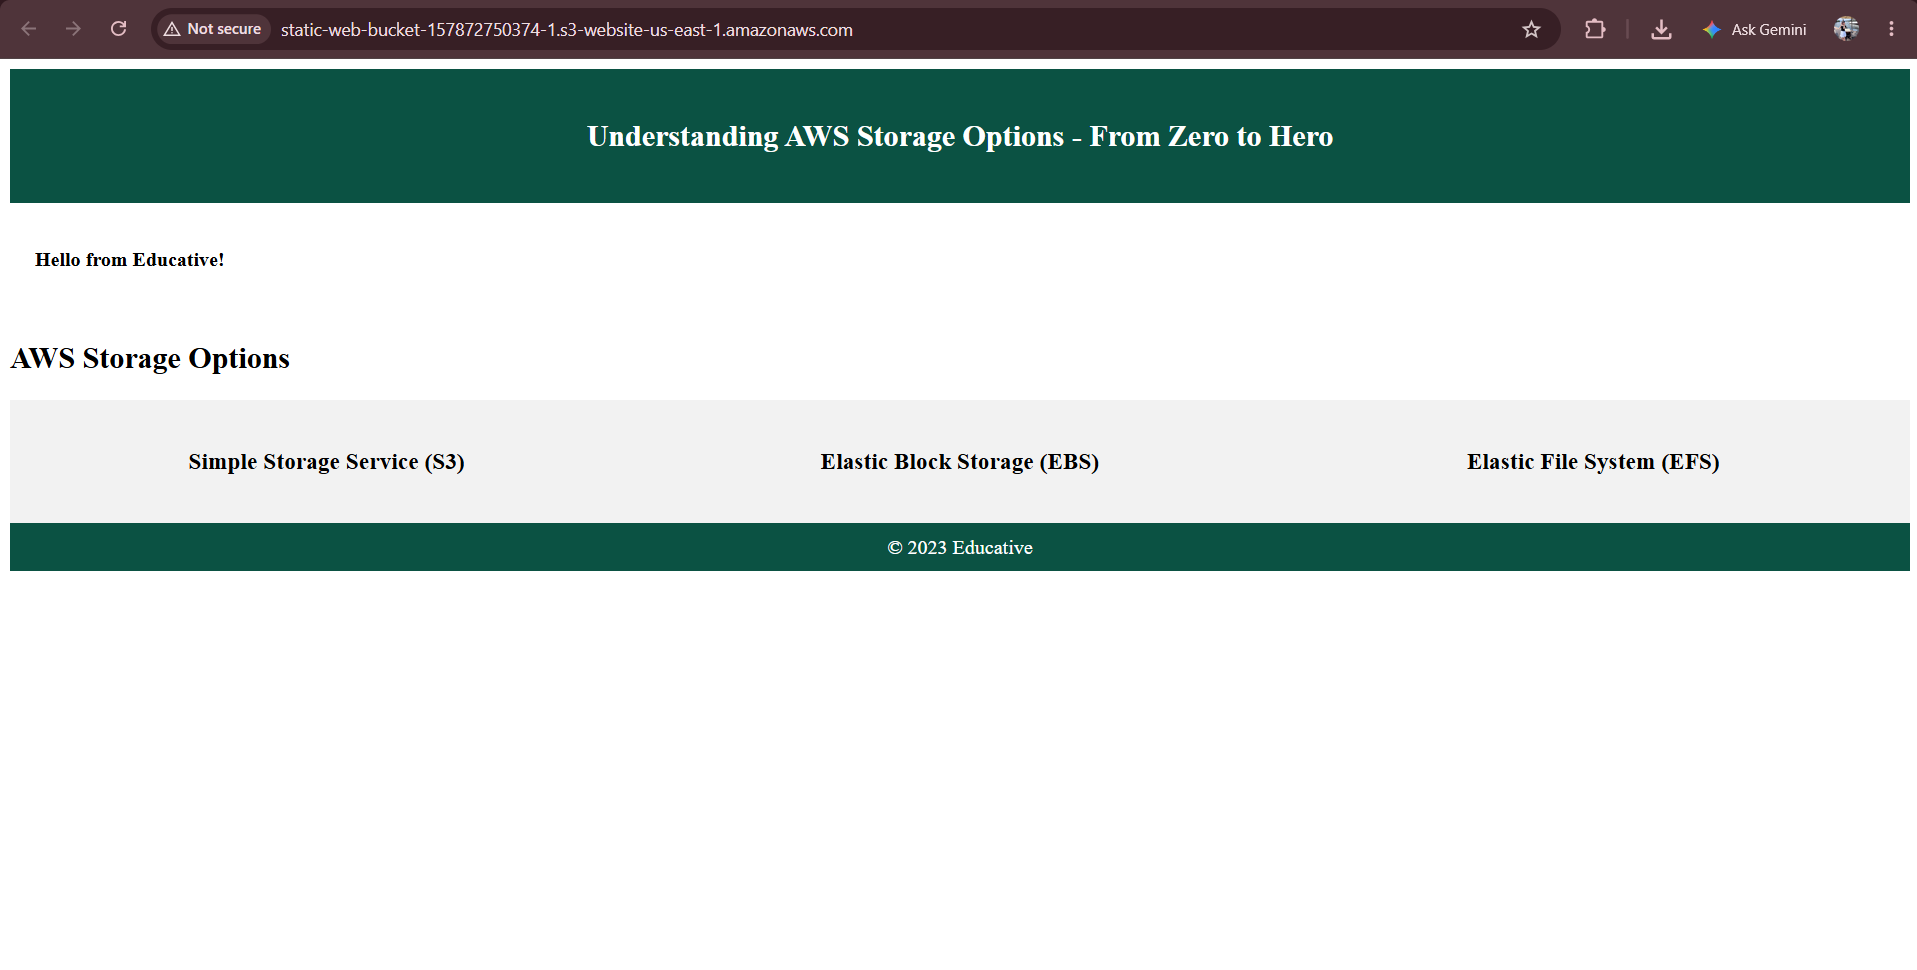 Not secure
static-web-bucket-157872750374-1.s3-website-us-east-1.amazonaws.com
Ask Gemini
Understanding AWS Storage Options - From Zero to Hero
Hello from Educative!
AWS Storage Options
Simple Storage Service (S3)
Elastic Block Storage (EBS)
Elastic File System (EFS)
© 2023 Educative